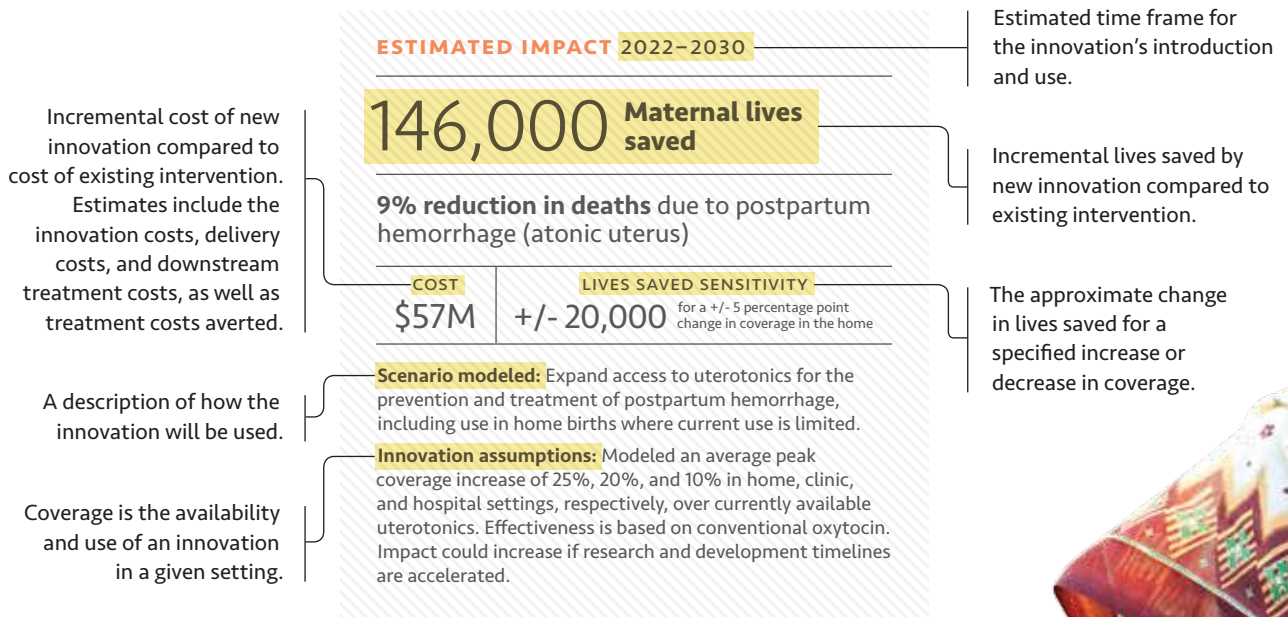 ESTIMATED IMPACT 2022–2030
146,000 Maternal lives
saved
9% reduction in deaths due to postpartum
hemorrhage (atonic uterus)
COST
$57M
LIVES SAVED SENSITIVITY
+/- 20,000 for a +/- 5 percentage point
change in coverage in the home
Scenario modeled: Expand access to uterotonics for the
prevention and treatment of postpartum hemorrhage,
including use in home births where current use is limited.
Innovation assumptions: Modeled an average peak
coverage increase of 25%, 20%, and 10% in home, clinic,
and hospital settings, respectively, over currently available
uterotonics. Effectiveness is based on conventional oxytocin.
Impact could increase if research and development timelines
are accelerated.
Incremental cost of new
innovation compared to
cost of existing intervention.
Estimates include the
innovation costs, delivery
costs, and downstream
treatment costs, as well as
treatment costs averted.
A description of how the
innovation will be used.
Coverage is the availability
and use of an innovation
in a given setting.
Estimated time frame for
the innovation’s introduction
and use.
Incremental lives saved by
new innovation compared to
existing intervention.
The approximate change
in lives saved for a
specified increase or
decrease in coverage.